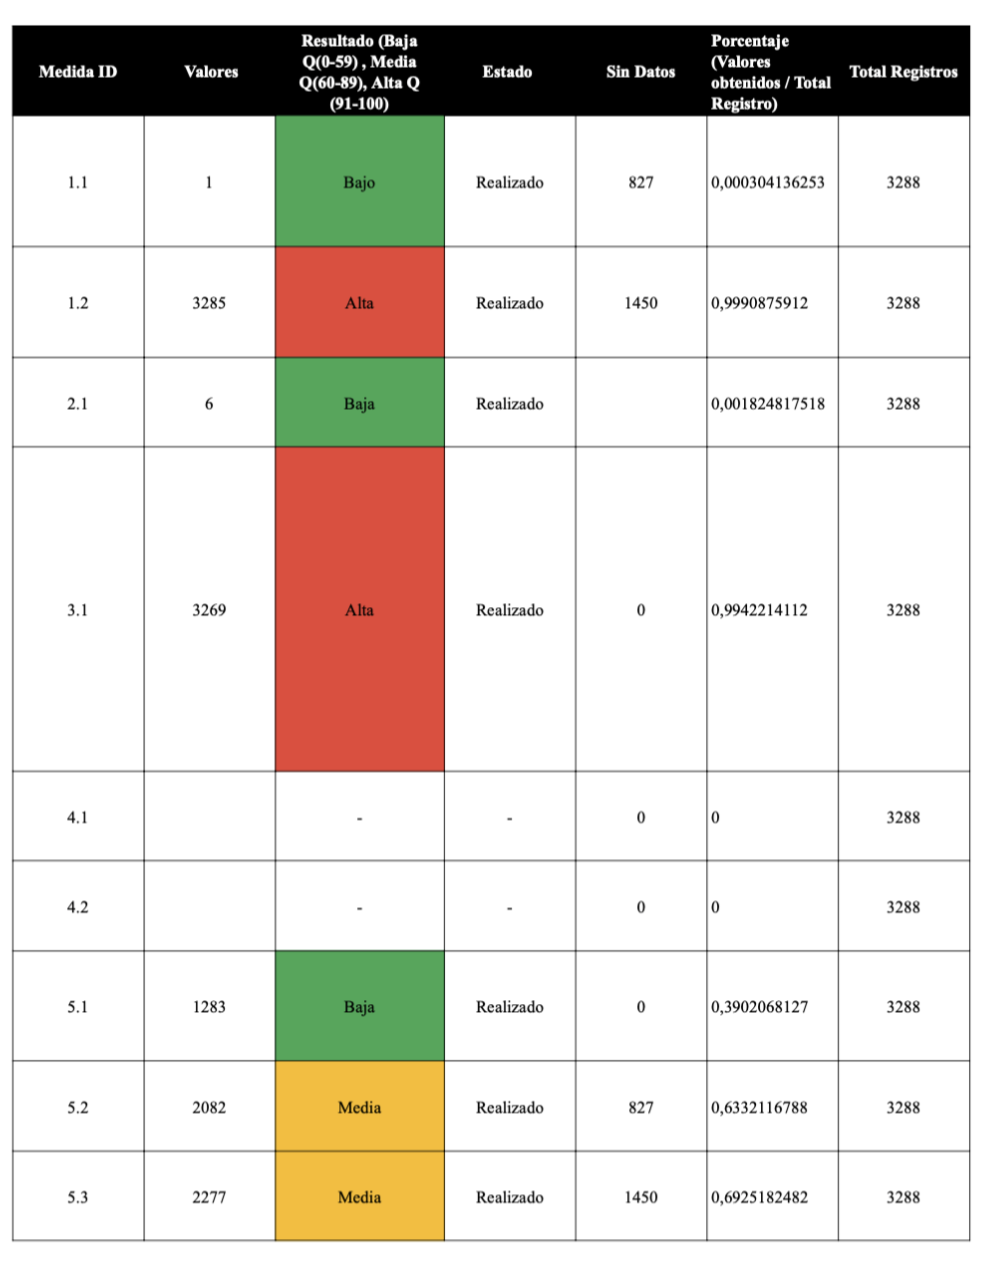 Medida ID
Valores
Resultado (Baja
Q(0-59) , Media
Q(60-89), Alta Q
(91-100)
Estado
Sin Datos
Porcentaje
(Valores
obtenidos / Total
Registro)
Total Registros
1.1 1 Bajo Realizado 827 0,000304136253 3288
1.2 3285 Alta Realizado 1450 0,9990875912 3288
2.1 6 Baja Realizado 0,001824817518 3288
3.1 3269 Alta Realizado 0 0,9942214112 3288
4.1 - - 0 0 3288
4.2 - - 0 0 3288
5.1 1283 Baja Realizado 0 0,3902068127 3288
5.2 2082 Media Realizado 827 0,6332116788 3288
5.3 2277 Media Realizado 1450 0,6925182482 3288